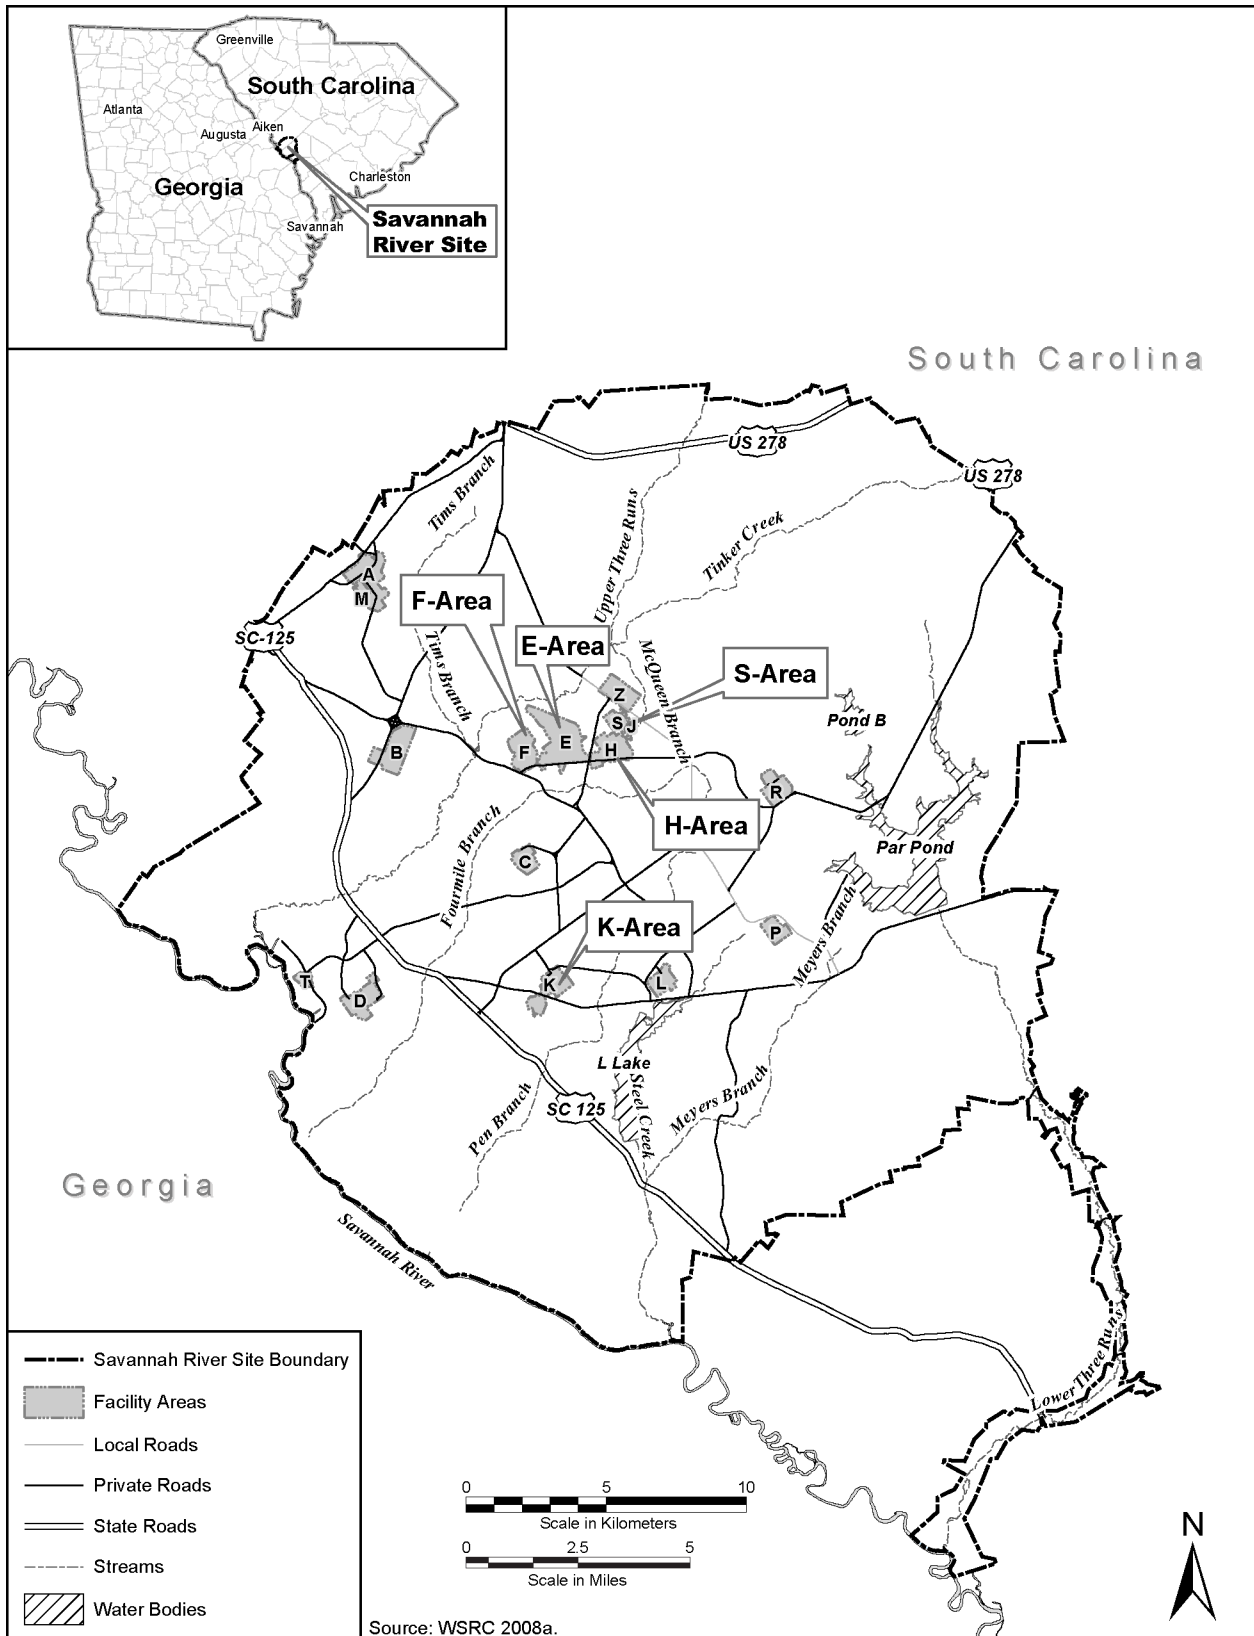 Greenville
South Carolina
Atlanta
Augusta
Aiken
Charleston
Georgia
Savannah
Savannah
River Site
South Carolina
US 278
US 278
Tims Branch
Upper Three Runs
Tinker Creek
A
M
F-Area
E-Area
SC-125
Tims Branch
McQueen Branch
S-Area
Z
S
J
Pond B
B
F
E
H
R
H-Area
Par Pond
Fourmile Branch
C
K-Area
P
Meyers Branch
T
D
K
L
L Lake
Steel Creek
Meyers Branch
Pen Branch
SC 125
Georgia
Savannah River
Lower Three Runs
Savannah River Site Boundary
Facility Areas
Local Roads
Private Roads
State Roads
Streams
Water Bodies
0 5 10
Scale in Kilometers
0 2.5 5
Scale in Miles
N
Source: WSRC 2008a.